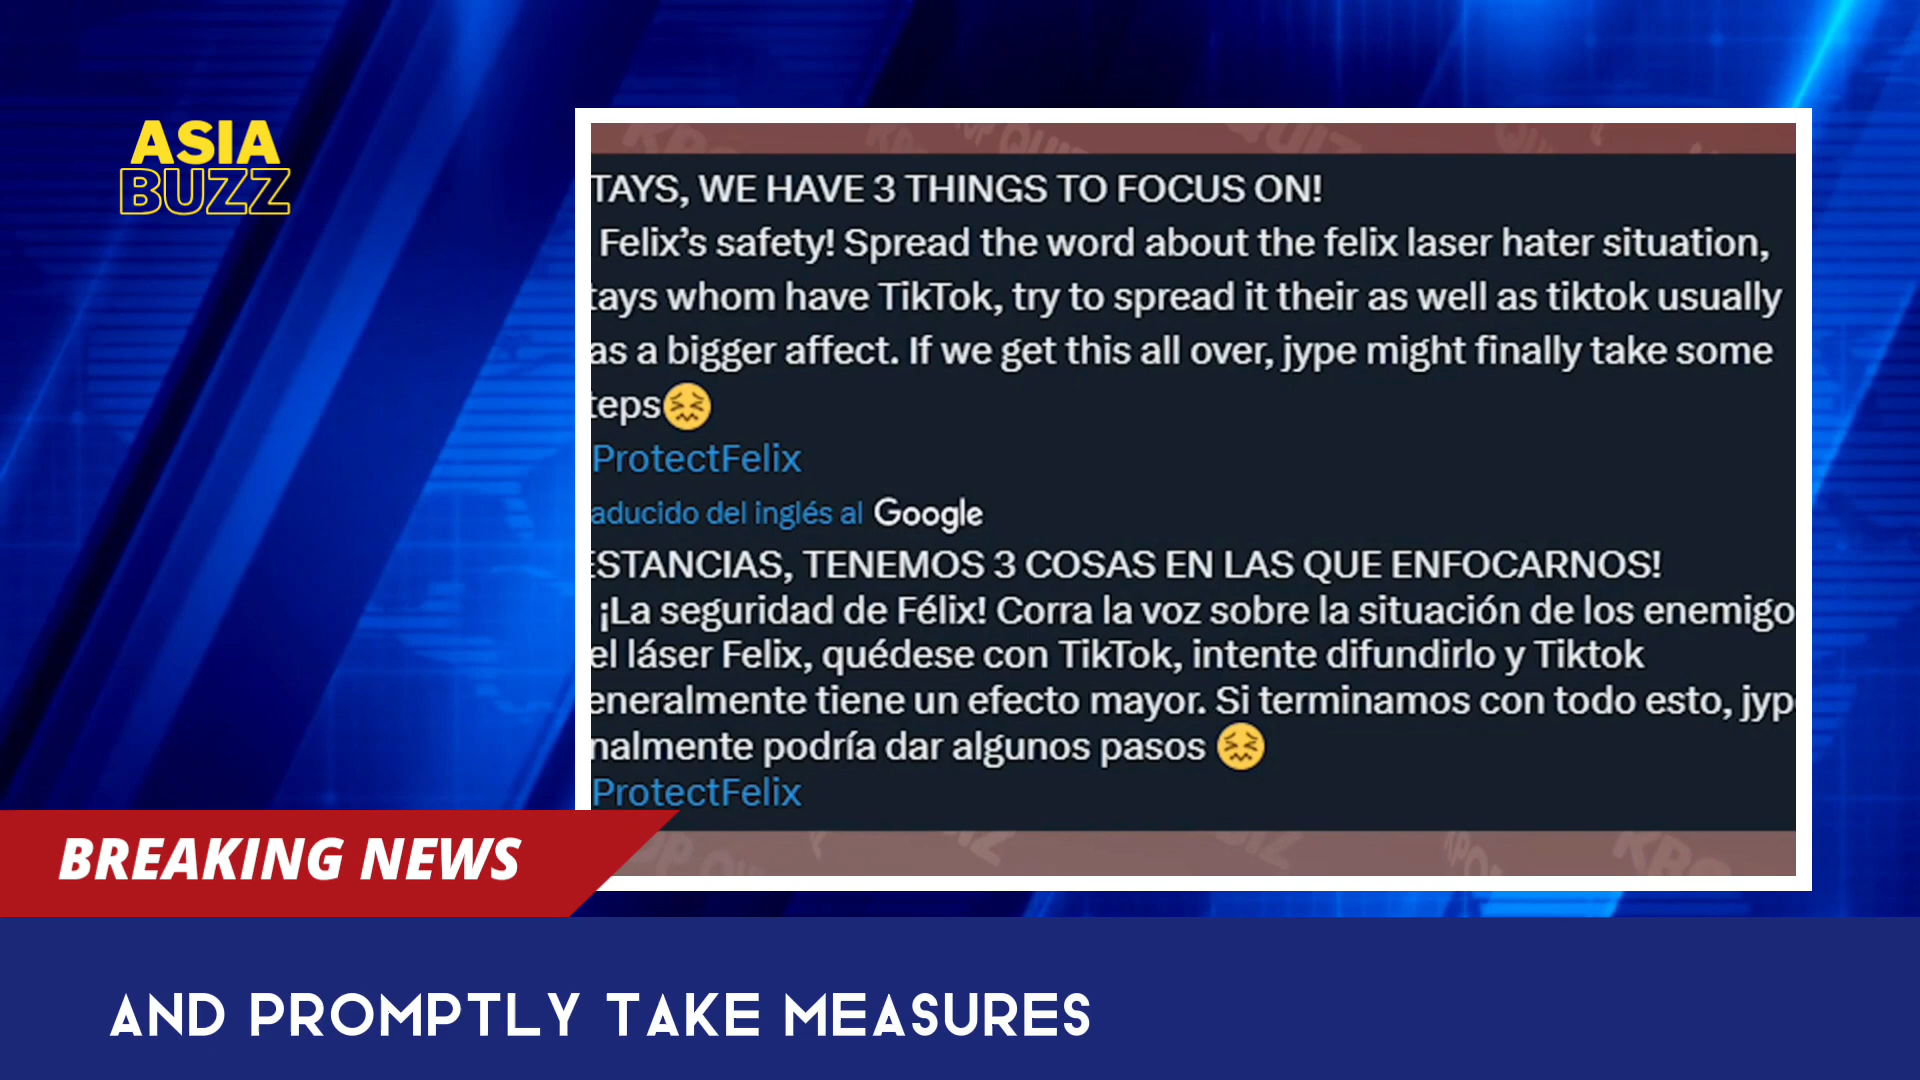 ASIA
BUZZ
TAYS, WE HAVE 3 THINGS TO FOCUS ON!
Felix’s safety! Spread the word about the felix laser hater situation,
tays whom have TikTok, try to spread it their as well as tiktok usually
as a bigger affect. If we get this all over, jype might finally take some
teps😖
ProtectFelix
aducido del inglés al Google
ESTANCIAS, TENEMOS 3 COSAS EN LAS QUE ENFOCARNOS!
¡La seguridad de Félix! Corra la voz sobre la situación de los enemigo
el láser Felix, quédese con TikTok, intente difundirlo y Tiktok
eneralmente tiene un efecto mayor. Si terminamos con todo esto, jyp
nalmente podría dar algunos pasos 😖
ProtectFelix
BREAKING NEWS
AND PROMPTLY TAKE MEASURES